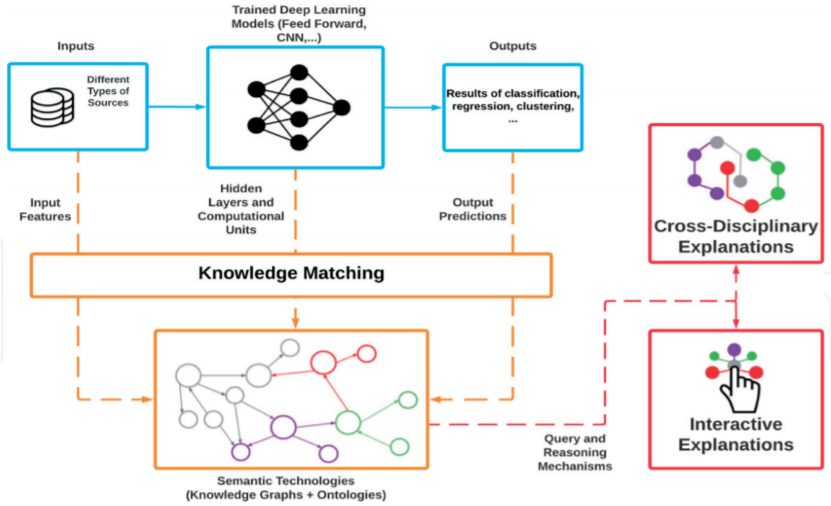 Trained Deep Learning
Models (Feed Forward,
CNN,...)
Inputs
Outputs
Different
Types of
Sources
Results of classification,
regression, clustering,
...
Input
Features
Hidden
Layers and
Computational
Units
Output
Predictions
Cross-Disciplinary
Explanations
Knowledge Matching
Interactive
Explanations
Query and
Reasoning
Mechanisms
Semantic Technologies
(Knowledge Graphs + Ontologies)